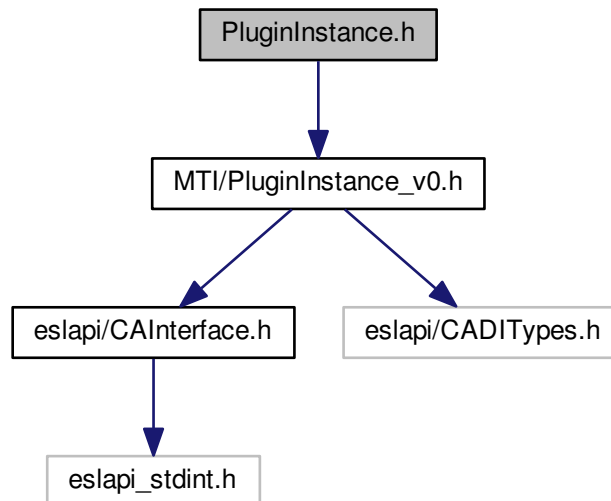 PluginInstance.h
MTI/PluginInstance_v0.h
eslapi/CAInterface.h
eslapi/CADITypes.h
eslapi_stdint.h